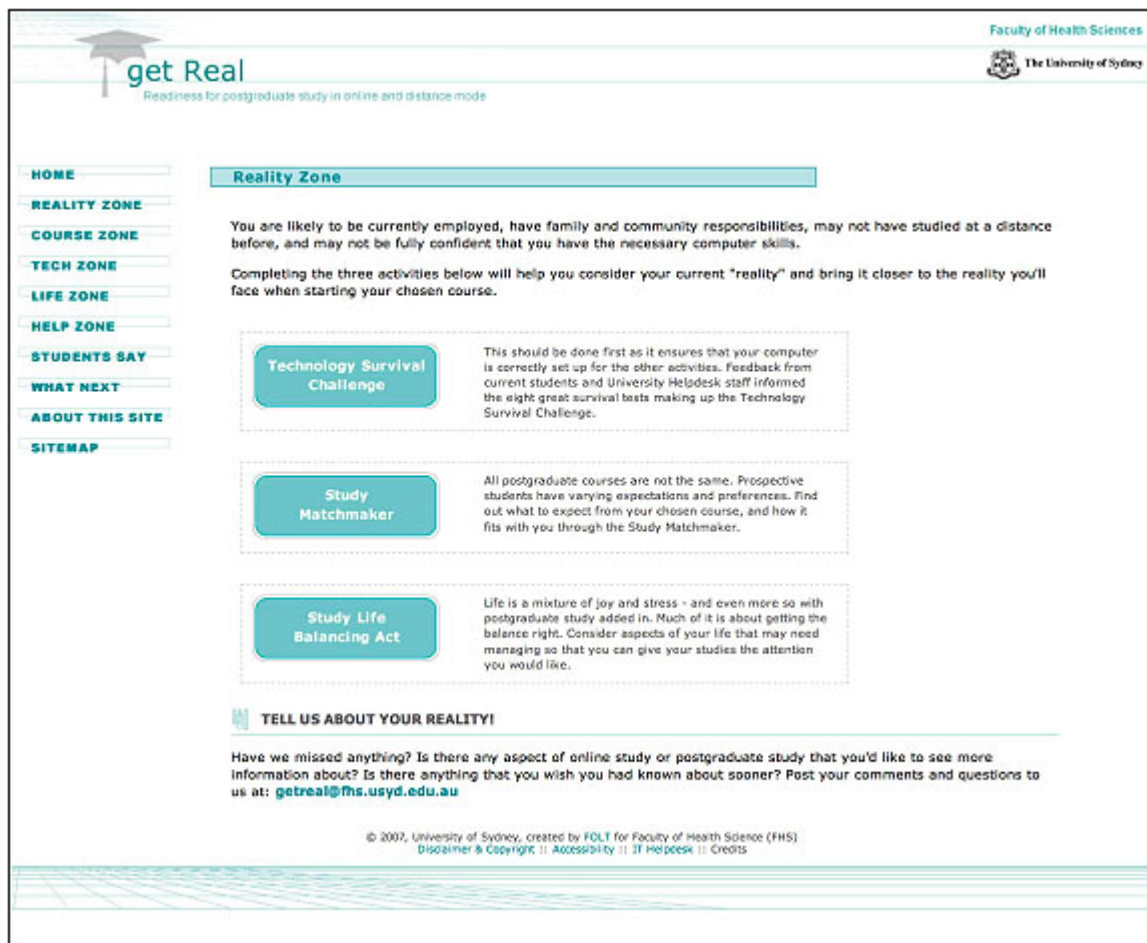 Faculty of Health Sciences
The University of Sydney
get Real
Readiness for postgraduate study in online and distance mode
HOME
REALITY ZONE
COURSE ZONE
TECH ZONE
LIFE ZONE
HELP ZONE
STUDENTS SAY
WHAT NEXT
ABOUT THIS SITE
SITEMAP
Reality Zone
You are likely to be currently employed, have family and community responsibilities, may not have studied at a distance
before, and may not be fully confident that you have the necessary computer skills.
Completing the three activities below will help you consider your current "reality" and bring it closer to the reality you'll
face when starting your chosen course.
Technology Survival
Challenge
This should be done first as it ensures that your computer
is correctly set up for the other activities. Feedback from
current students and University Helpdesk staff informed
the eight great survival tests making up the Technology
Survival Challenge.
Study
Matchmaker
All postgraduate courses are not the same. Prospective
students have varying expectations and preferences. Find
out what to expect from your chosen course, and how it
fits with you through the Study Matchmaker.
Study Life
Balancing Act
Life is a mixture of joy and stress - and even more so with
postgraduate study added in. Much of it is about getting the
balance right. Consider aspects of your life that may need
managing so that you can give your studies the attention
you would like.
TELL US ABOUT YOUR REALITY!
Have we missed anything? Is there any aspect of online study or postgraduate study that you'd like to see more
information about? Is there anything that you wish you had known about sooner? Post your comments and questions to
us at: getreal@fhs.usyd.edu.au
© 2007, University of Sydney, created by FOLT for Faculty of Health Science (FHS)
Disclaimer & Copyright :: Accessibility :: IT Helpdesk :: Credits